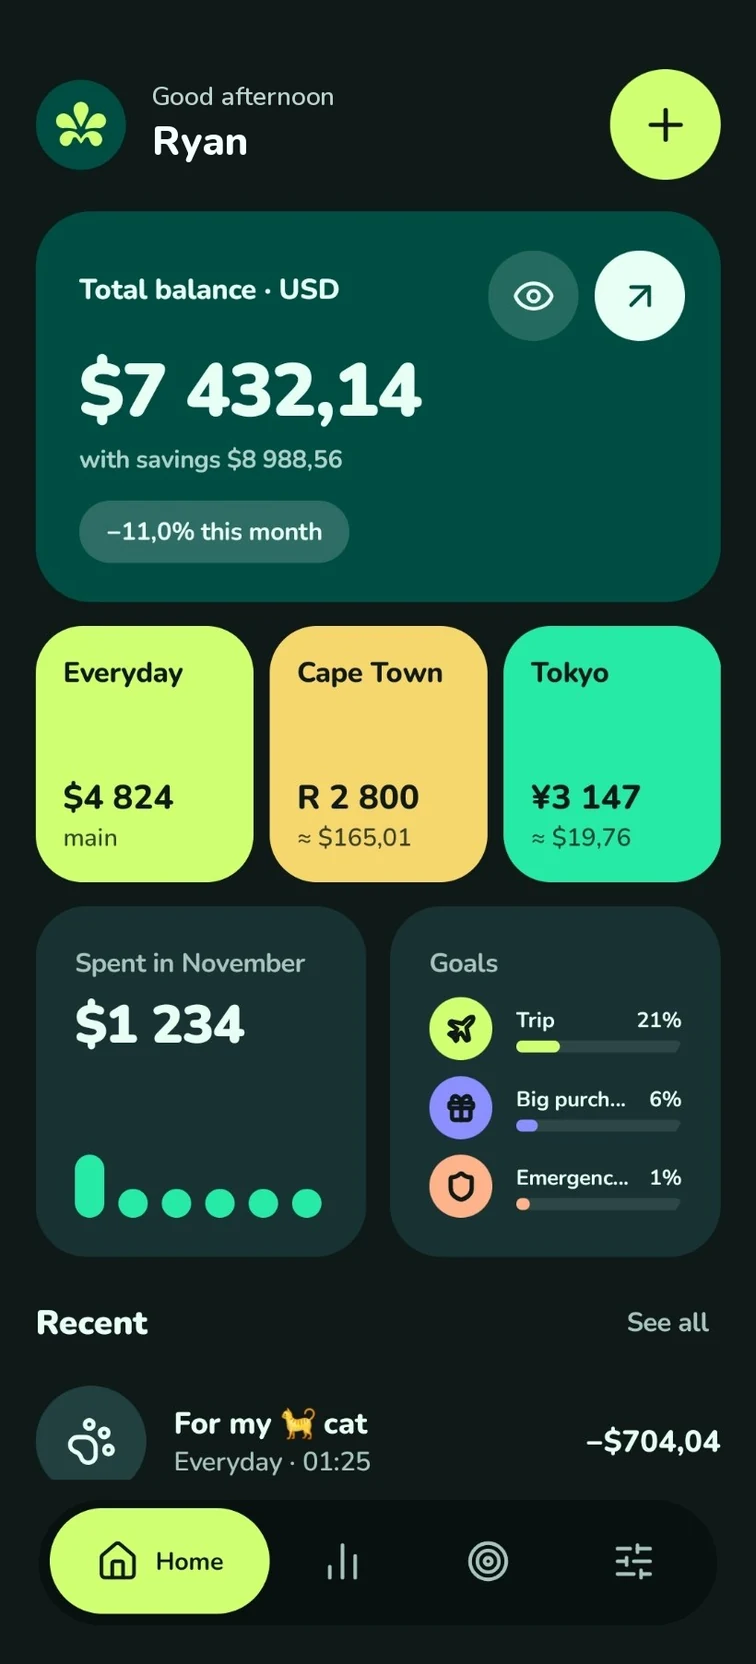 Good afternoon
Ryan
Total balance · USD
$7 432,14
with savings $8 988,56
−11,0% this month
Everyday
$4 824
main
Cape Town
R 2 800
≈ $165,01
Tokyo
¥3 147
≈ $19,76
Spent in November
$1 234
Goals
Trip 21%
Big purch... 6%
Emergenc... 1%
Recent
See all
For my 🐈 cat
Everyday · 01:25
−$704,04
Home